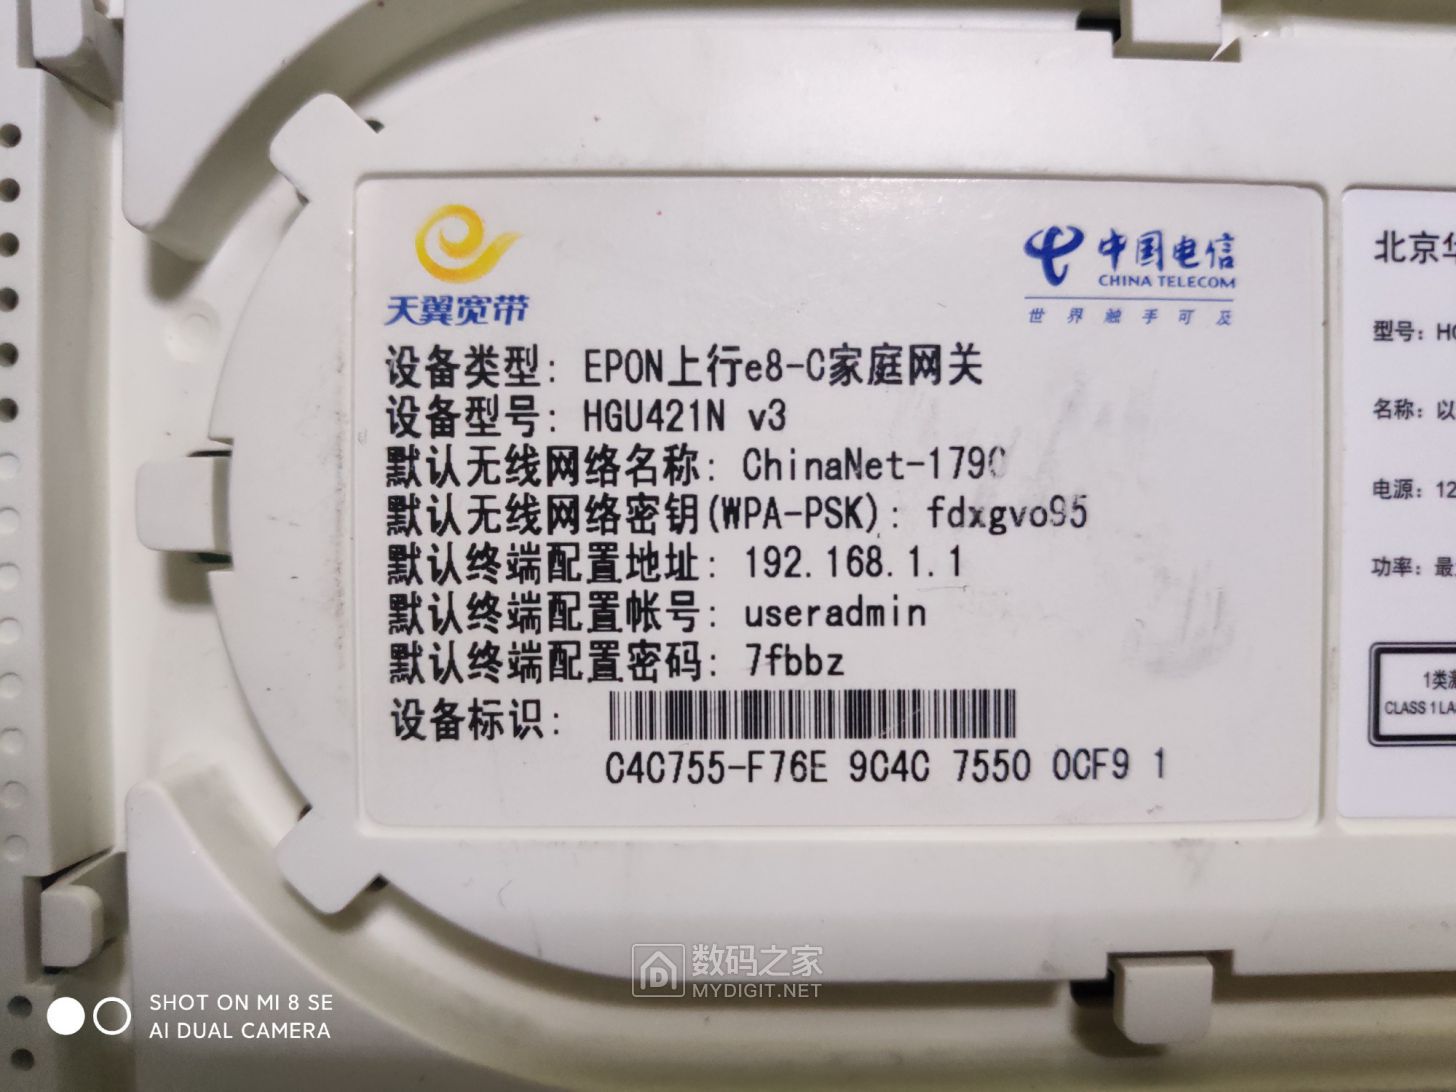 天翼宽带
中国电信
CHINA TELECOM
世界触手可及
设备类型: EPON上行e8-C家庭网关
设备型号: HGU421N v3
默认无线网络名称: ChinaNet-179
默认无线网络密钥(WPA-PSK): fdxgvo95
默认终端配置地址: 192.168.1.1
默认终端配置帐号: useradmin
默认终端配置密码: 7fbbz
设备标识:
C4C755-F76E 9C4C 7550 0CF9 1
北京
型号: HG
名称: 以
电源: 12
功率: 最
1类
CLASS 1 LA
数码之家
MYDIGIT.NET
SHOT ON MI 8 SE
AI DUAL CAMERA